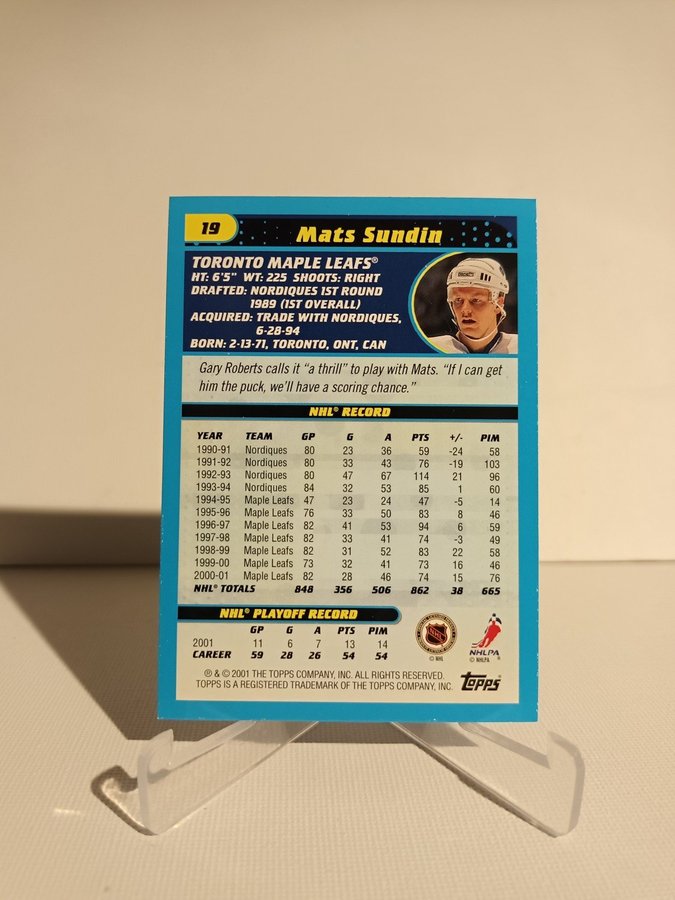 19
Mats Sundin
TORONTO MAPLE LEAFS®
HT: 6'5" WT: 225 SHOOTS: RIGHT
DRAFTED: NORDIQUES 1ST ROUND
1989 (1ST OVERALL)
ACQUIRED: TRADE WITH NORDIQUES,
6-28-94
BORN: 2-13-71, TORONTO, ONT, CAN
Gary Roberts calls it "a thrill" to play with Mats. "If I can get
him the puck, we'll have a scoring chance."
NHL® RECORD
YEAR TEAM GP G A PTS +/- PIM
1990-91 Nordiques 80 23 36 59 -24 58
1991-92 Nordiques 80 33 43 76 -19 103
1992-93 Nordiques 80 47 67 114 21 96
1993-94 Nordiques 84 32 53 85 1 60
1994-95 Maple Leafs 47 23 24 47 -5 14
1995-96 Maple Leafs 76 33 50 83 8 46
1996-97 Maple Leafs 82 41 53 94 6 59
1997-98 Maple Leafs 82 33 41 74 -3 49
1998-99 Maple Leafs 82 31 52 83 22 58
1999-00 Maple Leafs 73 32 41 73 16 46
2000-01 Maple Leafs 82 28 46 74 15 76
NHL® TOTALS 848 356 506 862 38 665
NHL® PLAYOFF RECORD
GP G A PTS PIM
2001 11 6 7 13 14
CAREER 59 28 26 54 54
NHL
© NHL
NHLPA
© NHLPA
℗ & © 2001 THE TOPPS COMPANY, INC. ALL RIGHTS RESERVED.
TOPPS IS A REGISTERED TRADEMARK OF THE TOPPS COMPANY, INC.
topps